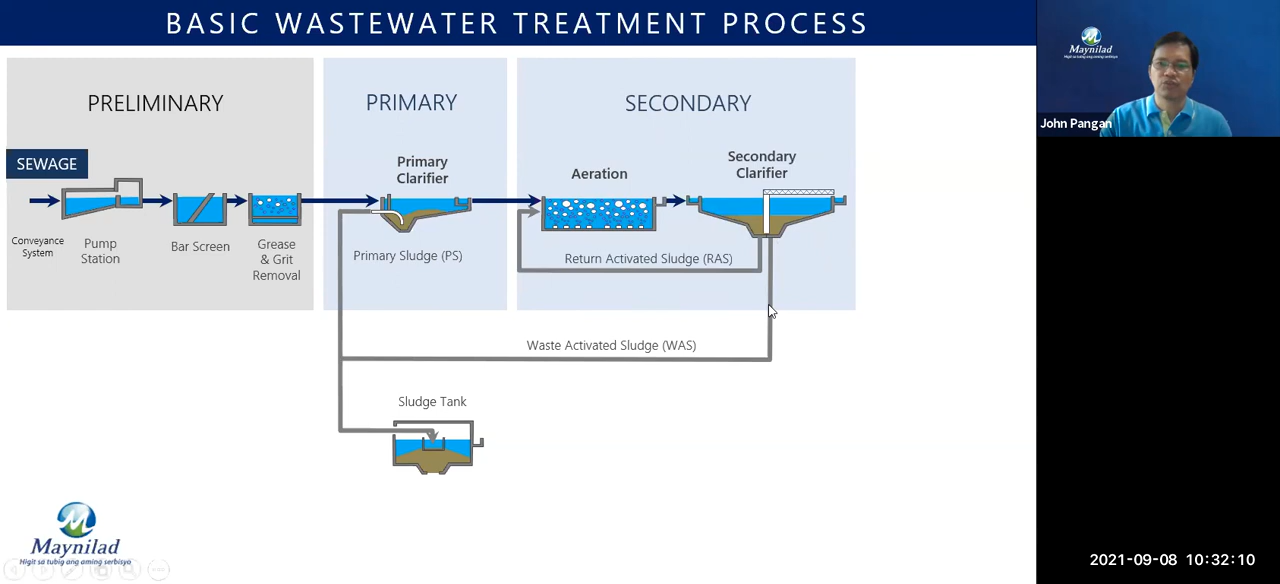 BASIC WASTEWATER TREATMENT PROCESS
PRELIMINARY
PRIMARY
SECONDARY
SEWAGE
Primary
Clarifier
Aeration
Secondary
Clarifier
Conveyance
System
Pump
Station
Bar Screen
Grease
& Grit
Removal
Primary Sludge (PS)
Return Activated Sludge (RAS)
Waste Activated Sludge (WAS)
Sludge Tank
Maynilad
Higit sa tubig ang aming serbisyo
Maynilad
Higit sa tubig ang aming serbisyo
John Pangan
2021-09-08 10:32:10